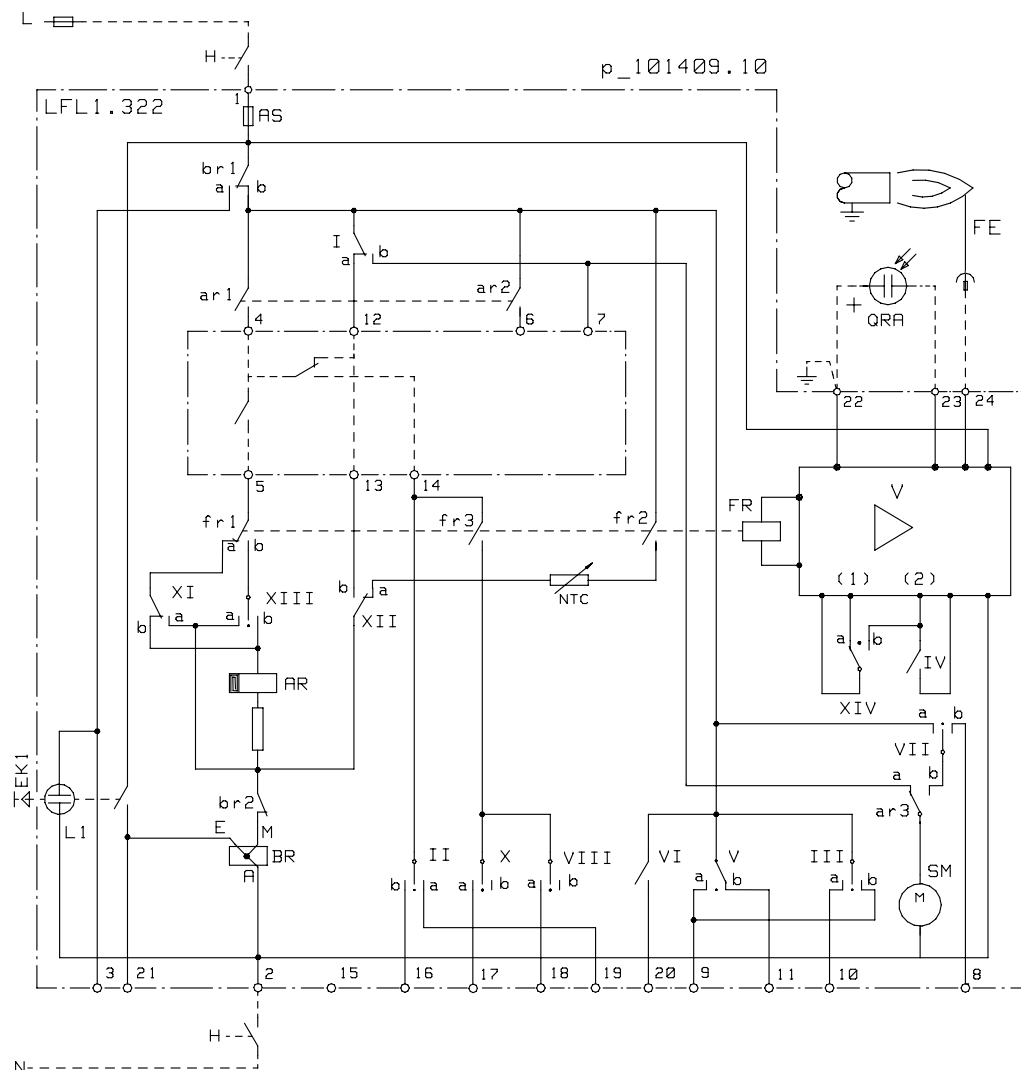 L
H
p_101409.10
LFL1.322
1
AS
br1
a b
I
a b
FE
ar1
ar2
4 12 6 7
+
QRA
22 23 24
5 13 14
V
fr1
fr3
fr2
FR
a b
(1) (2)
b a
NTC
XI
XIII
XII
b a a b
a b
IV
AR
XIV
a b
VII
EK1
a b
L1
br2
ar3
E M
BR
A
II X VIII VI V III
SM
b a a b a b a b a b
M
3 21 2 15 16 17 18 19 20 9 11 10 8
H
N